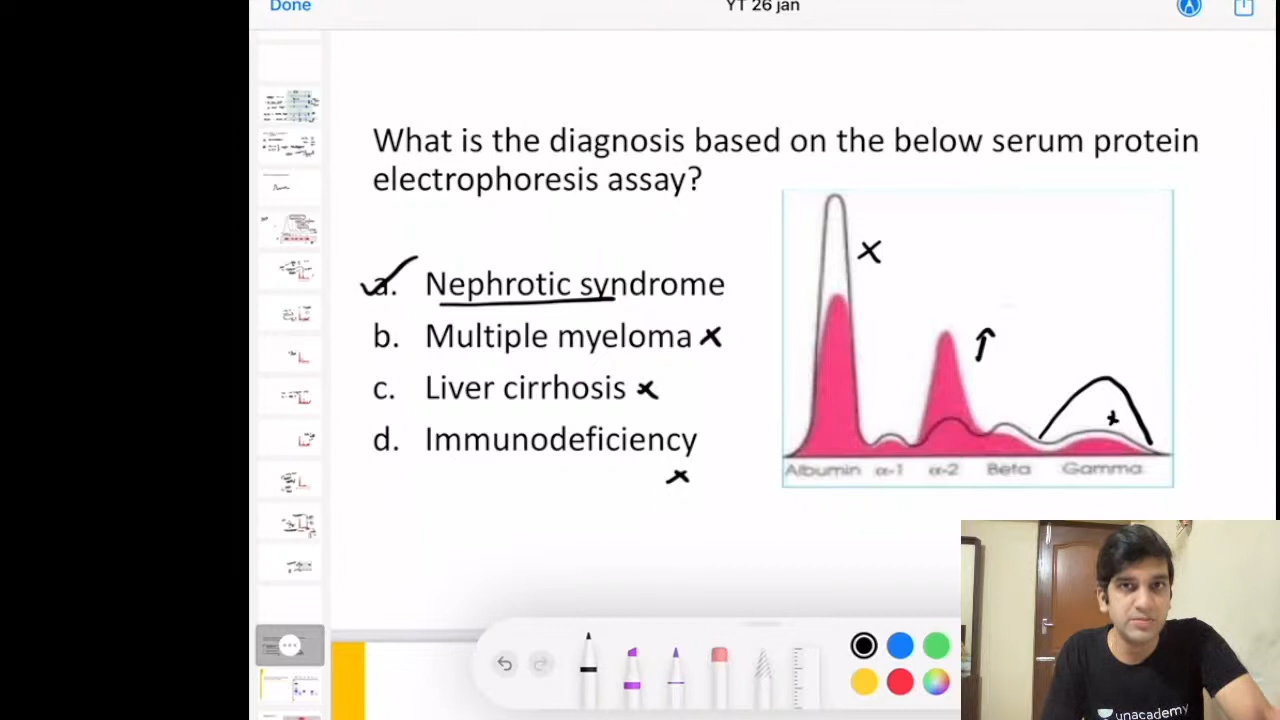 Done
YT 26 jan
What is the diagnosis based on the below serum protein
electrophoresis assay?
a. Nephrotic syndrome
b. Multiple myeloma x
c. Liver cirrhosis x
d. Immunodeficiency
x
x
↑
x
Albumin α-1 α-2 Beta Gamma
unacademy